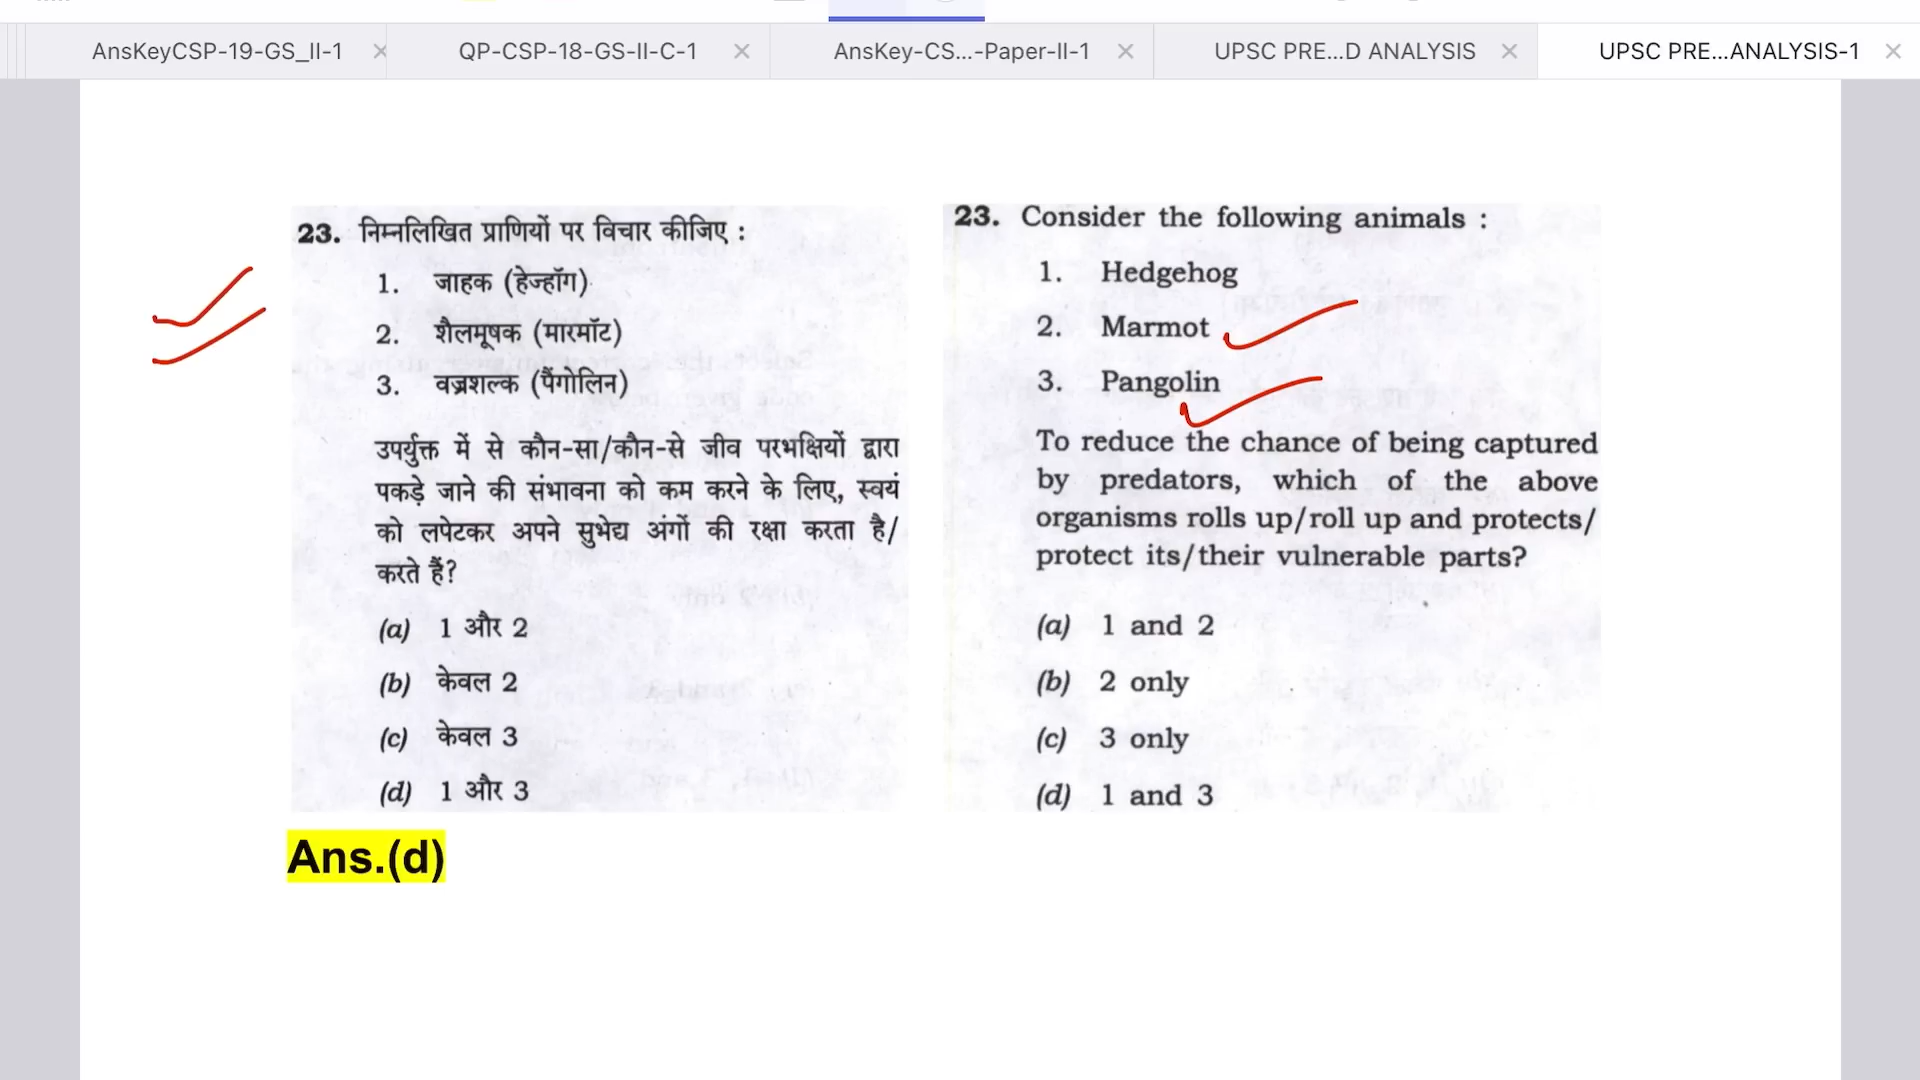 AnsKeyCSP-19-GS_II-1
QP-CSP-18-GS-II-C-1
AnsKey-CS...-Paper-II-1
UPSC PRE...D ANALYSIS
UPSC PRE...ANALYSIS-1
23. निम्नलिखित प्राणियों पर विचार कीजिए :
1. जाहक (हेज्हॉग)
2. शैलमूषक (मारमॉट)
3. वज्रशल्क (पैंगोलिन)
उपर्युक्त में से कौन-सा/कौन-से जीव परभक्षियों द्वारा
पकड़े जाने की संभावना को कम करने के लिए, स्वयं
को लपेटकर अपने सुभेद्य अंगों की रक्षा करता है/
करते हैं?
(a) 1 और 2
(b) केवल 2
(c) केवल 3
(d) 1 और 3
Ans.(d)
23. Consider the following animals :
1. Hedgehog
2. Marmot
3. Pangolin
To reduce the chance of being captured
by predators, which of the above
organisms rolls up/roll up and protects/
protect its/their vulnerable parts?
(a) 1 and 2
(b) 2 only
(c) 3 only
(d) 1 and 3